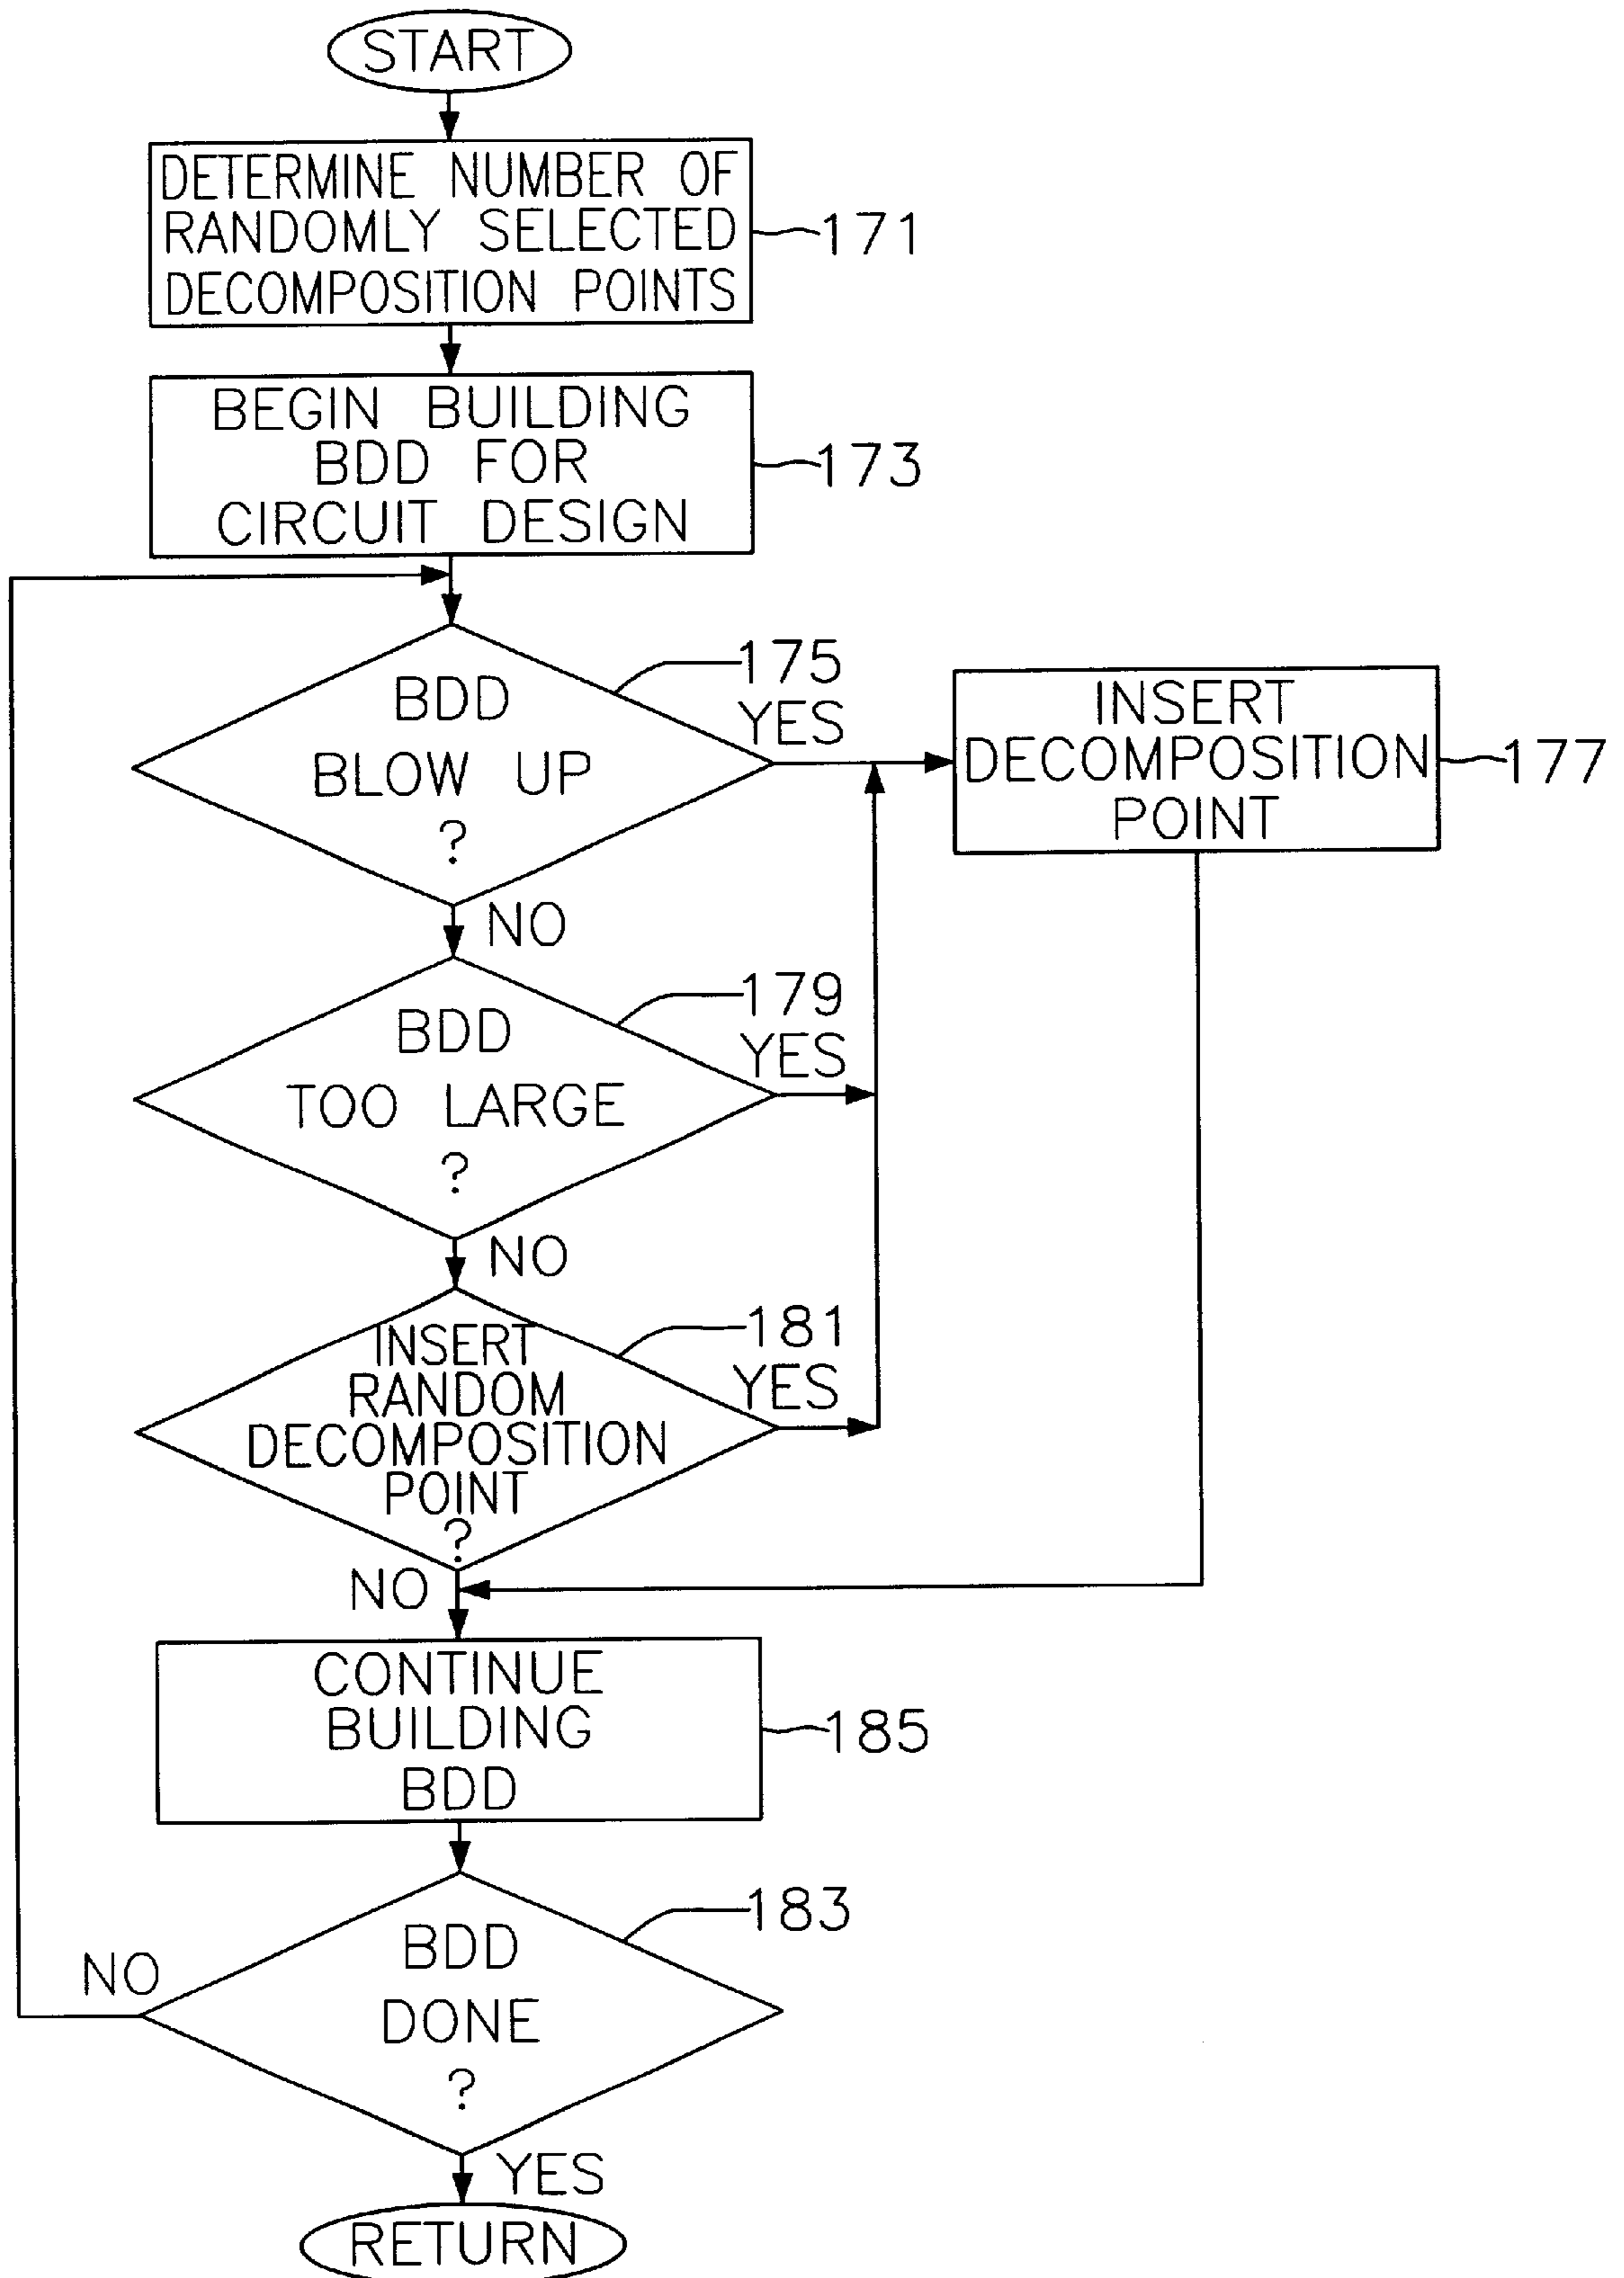 START
DETERMINE NUMBER OF
RANDOMLY SELECTED
DECOMPOSITION POINTS
171
BEGIN BUILDING
BDD FOR
CIRCUIT DESIGN
173
BDD
BLOW UP
?
175
YES
INSERT
DECOMPOSITION
POINT
177
NO
BDD
TOO LARGE
?
179
YES
NO
INSERT
RANDOM
DECOMPOSITION
POINT
?
181
YES
NO
CONTINUE
BUILDING
BDD
185
BDD
DONE
?
183
NO
YES
RETURN